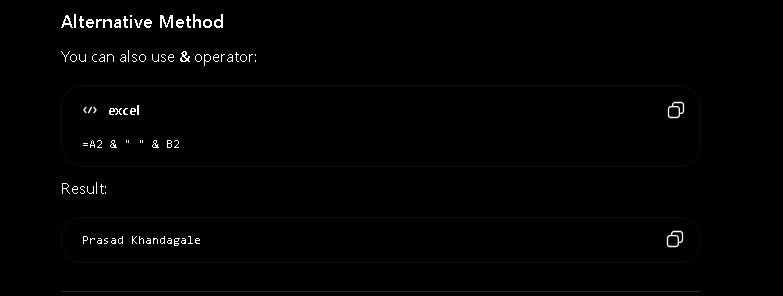 Alternative Method
You can also use & operator:
excel
=A2 & " " & B2
Result:
Prasad Khandagale